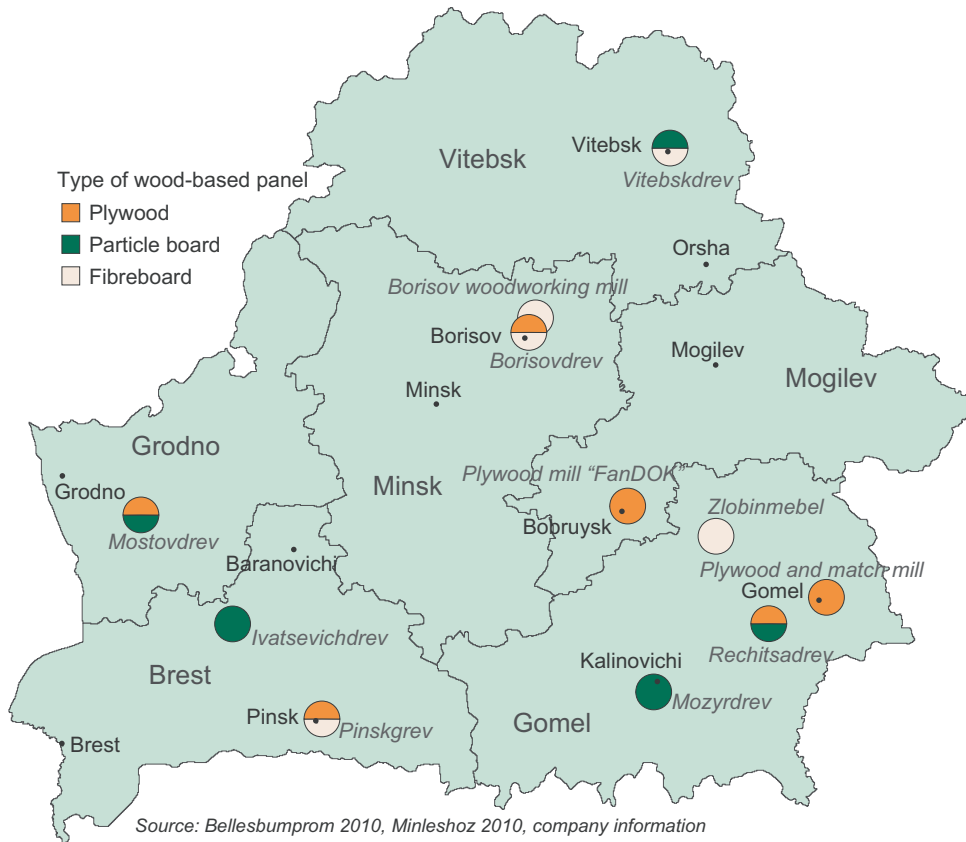 Vitebsk
Vitebsk
Vitebskdrev
Type of wood-based panel
Plywood
Particle board
Fibreboard
Orsha
Borisov woodworking mill
Borisov
Borisovdrev
Mogilev
Mogilev
Minsk
Grodno
Minsk
Grodno
Mostovdrev
Plywood mill “FanDOK”
Bobruysk
Zlobinmebel
Baranovichi
Plywood and match mill
Gomel
Ivatsevichdrev
Rechitsadrev
Brest
Kalinovichi
Mozyrdrev
Pinsk
Pinskgrev
Gomel
Brest
Source: Bellesbumprom 2010, Minleshoz 2010, company information